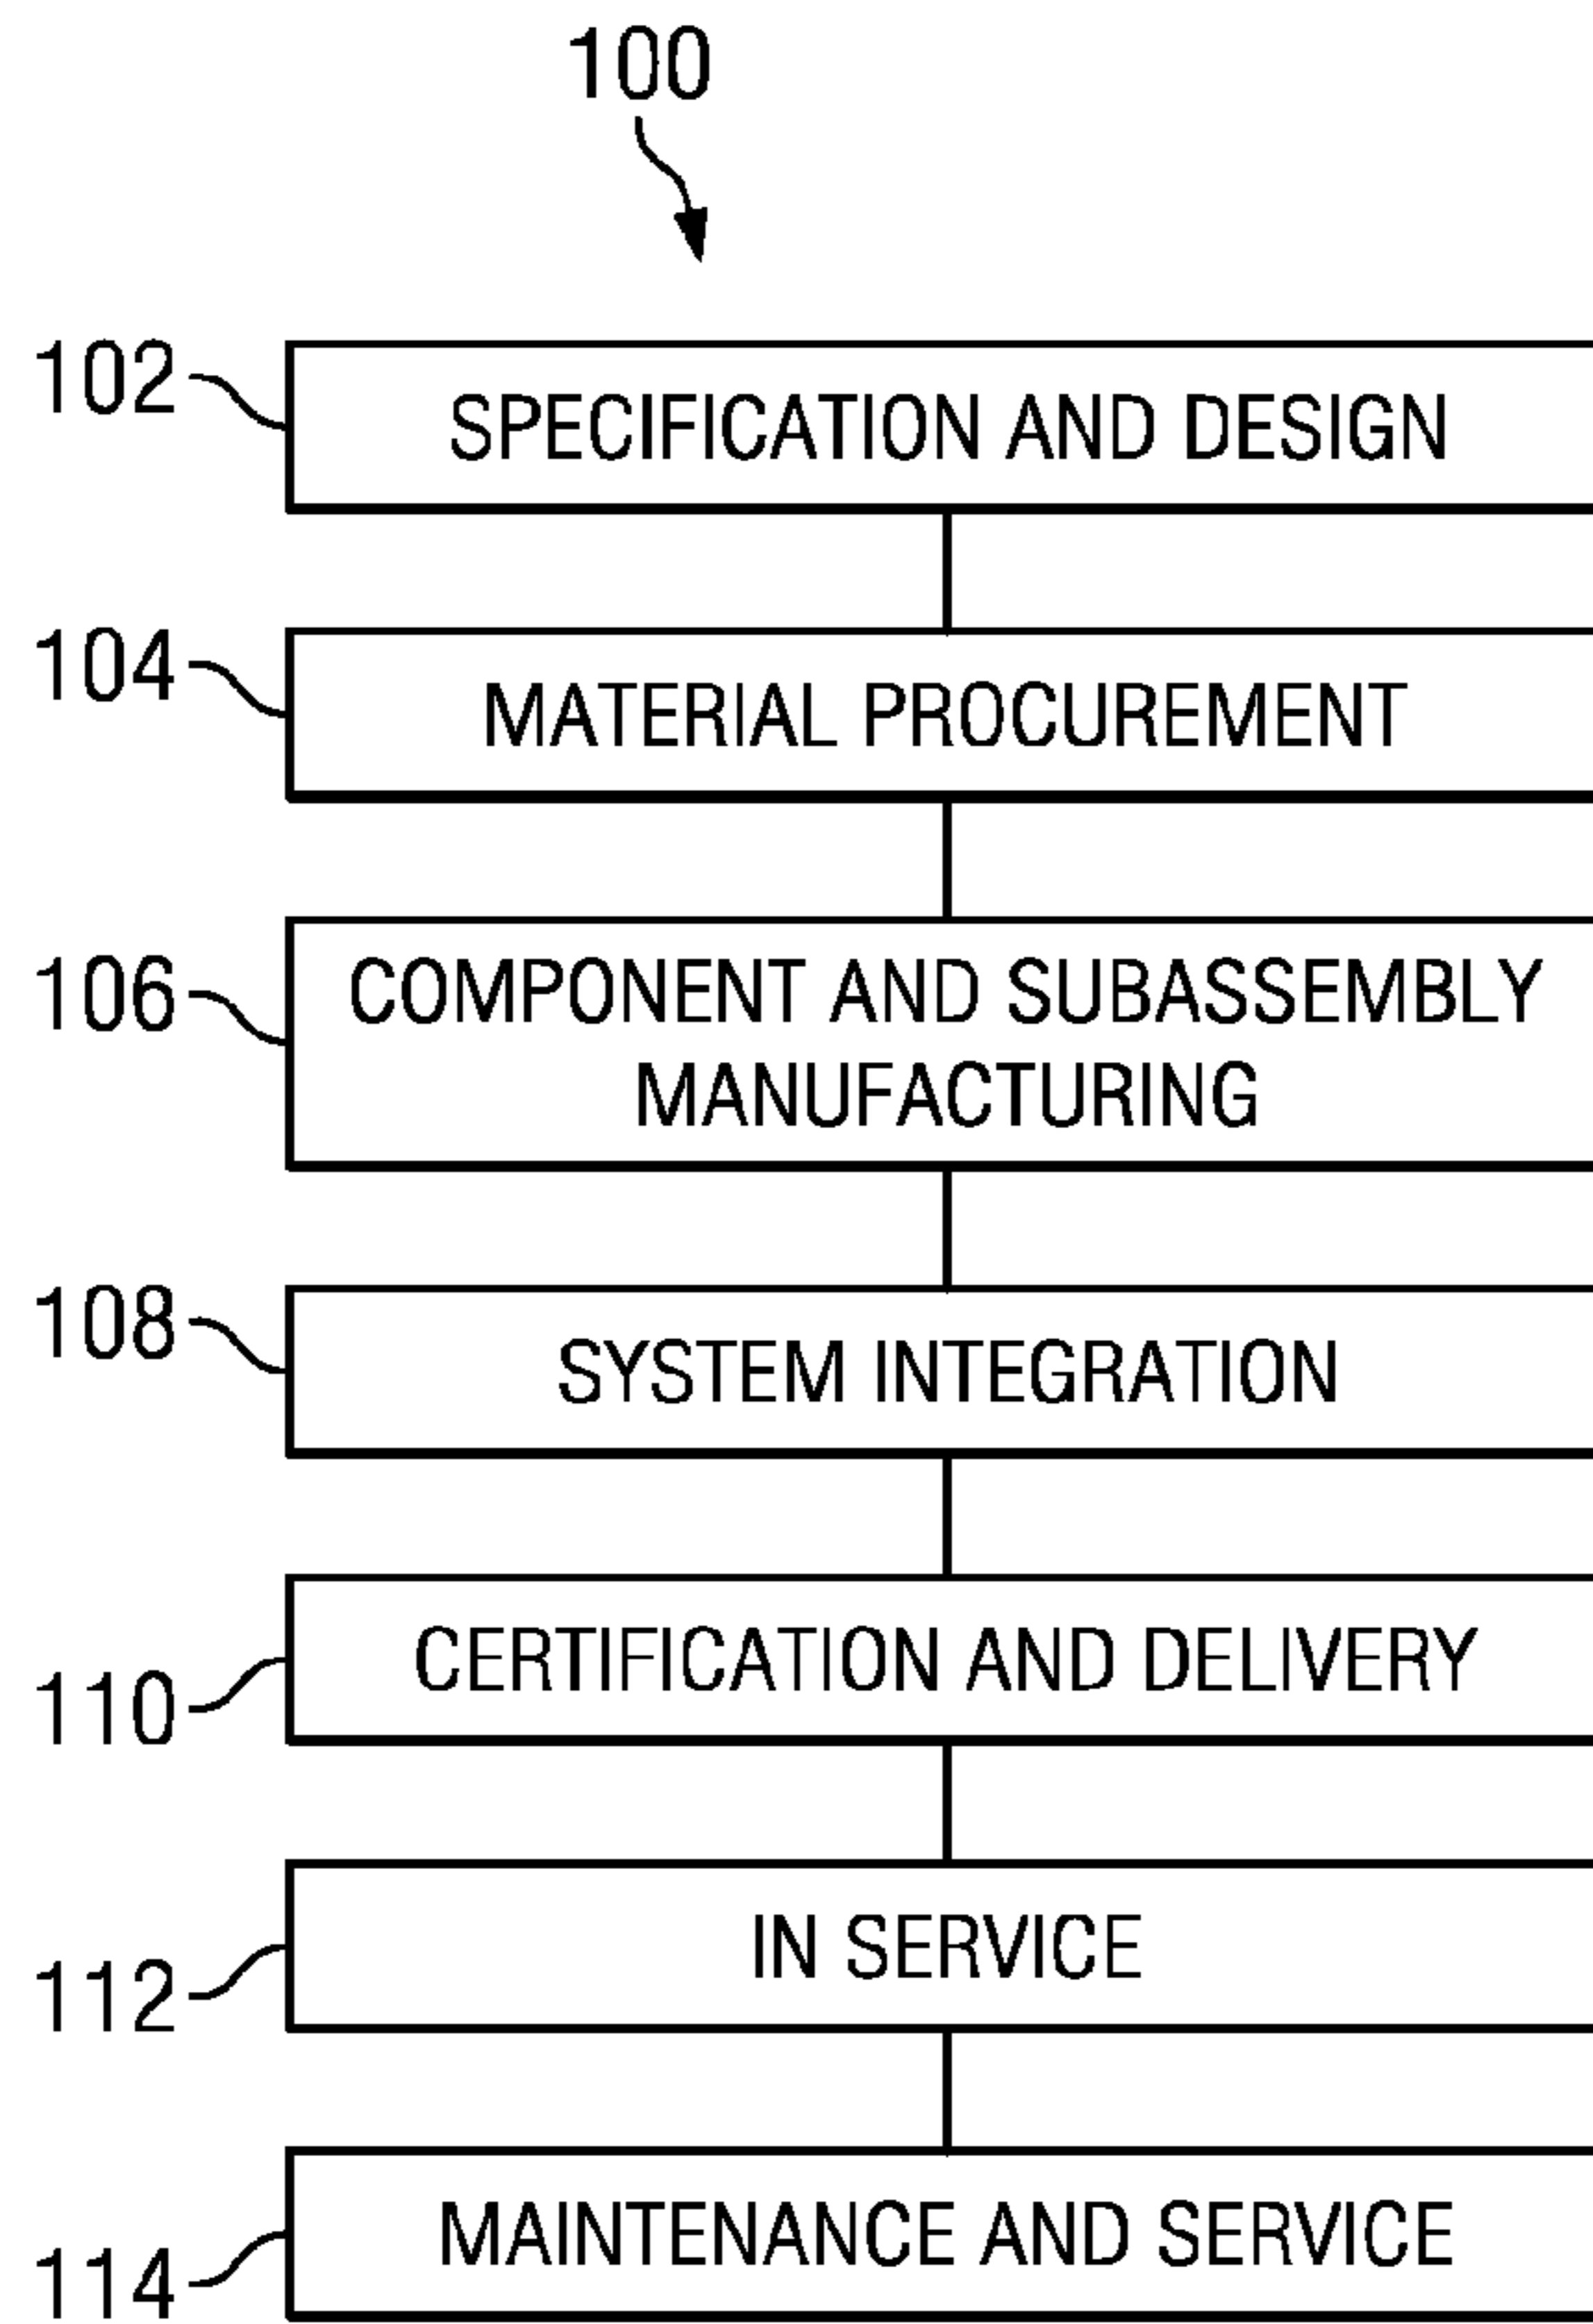 100
102
SPECIFICATION AND DESIGN
104
MATERIAL PROCUREMENT
106
COMPONENT AND SUBASSEMBLY
MANUFACTURING
108
SYSTEM INTEGRATION
110
CERTIFICATION AND DELIVERY
112
IN SERVICE
114
MAINTENANCE AND SERVICE